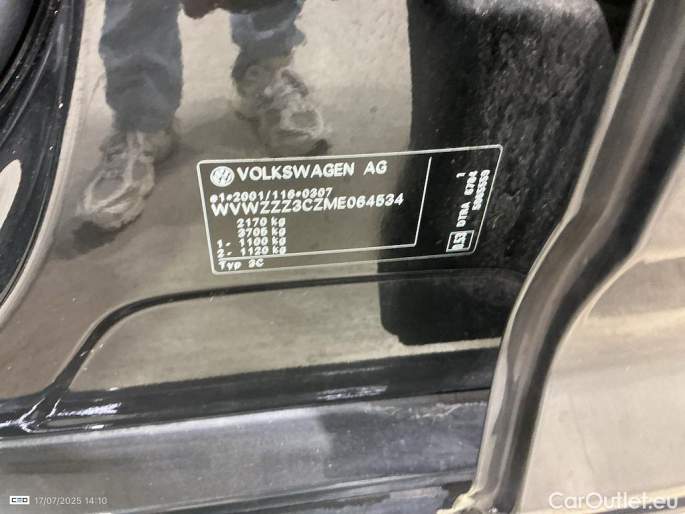 VOLKSWAGEN AG
e1*2001/116*0307
WVWZZZ3CZME064534
2170 kg
3705 kg
1- 1100 kg
2- 1120 kg
Typ 3C
CEO 17/07/2025 14:10
CarOutlet.eu